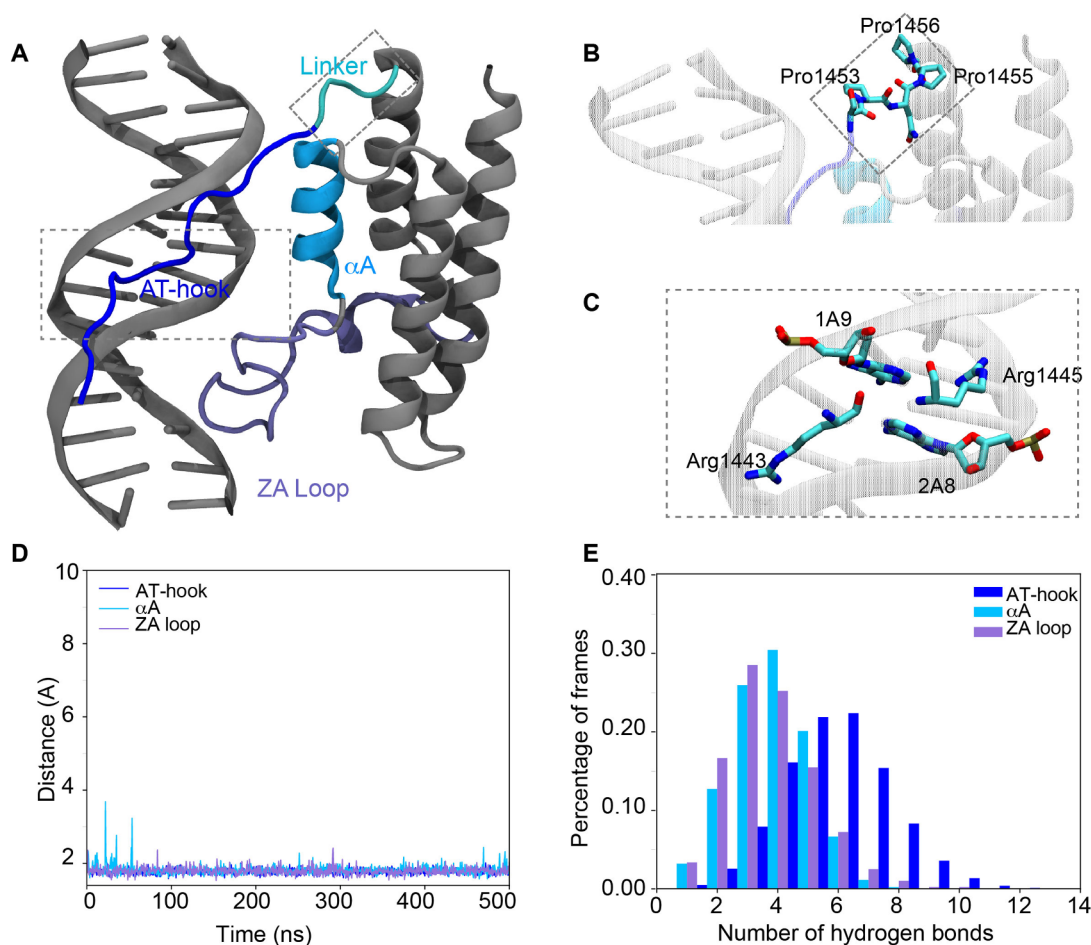 A
Linker
αA
AT-hook
ZA Loop
B
Pro1456
Pro1453
Pro1455
C
1A9
Arg1445
Arg1443
2A8
D
10
8
6
4
2
Distance (A)
AT-hook
αA
ZA loop
0 100 200 300 400 500
Time (ns)
E
0.40
0.30
0.20
0.10
0.00
Percentage of frames
AT-hook
αA
ZA loop
0 2 4 6 8 10 12 14
Number of hydrogen bonds